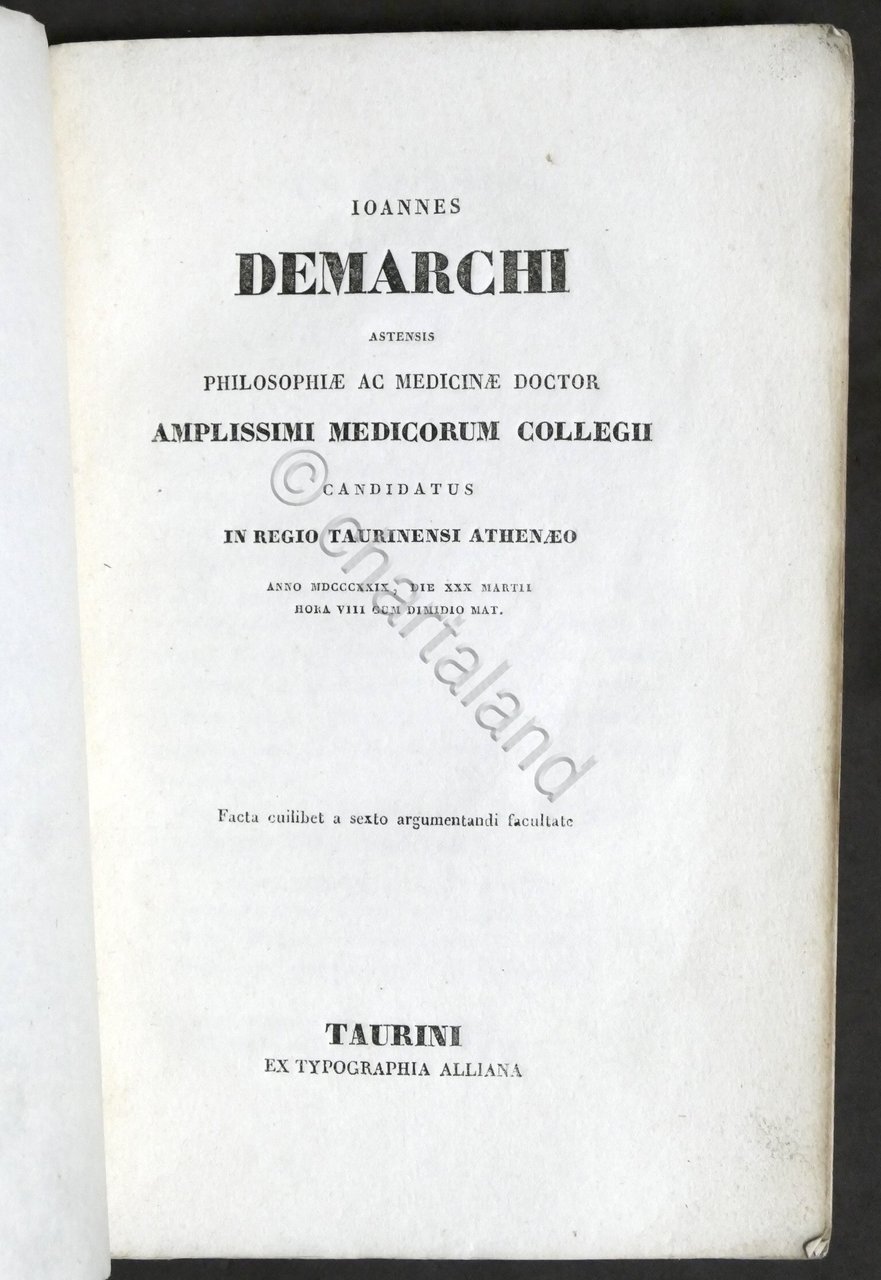 IOANNES
DEMARCHI
ASTENSIS
PHILOSOPHIÆ AC MEDICINÆ DOCTOR
AMPLISSIMI MEDICORUM COLLEGII
CANDIDATUS
IN REGIO TAURINENSI ATHENÆO
ANNO MDCCCXXIX, DIE XXX MARTII
HORA VIII CUM DIMIDIO MAT.
© chartaland
Facta cuilibet a sexto argumentandi facultate
TAURINI
EX TYPOGRAPHIA ALLIANA